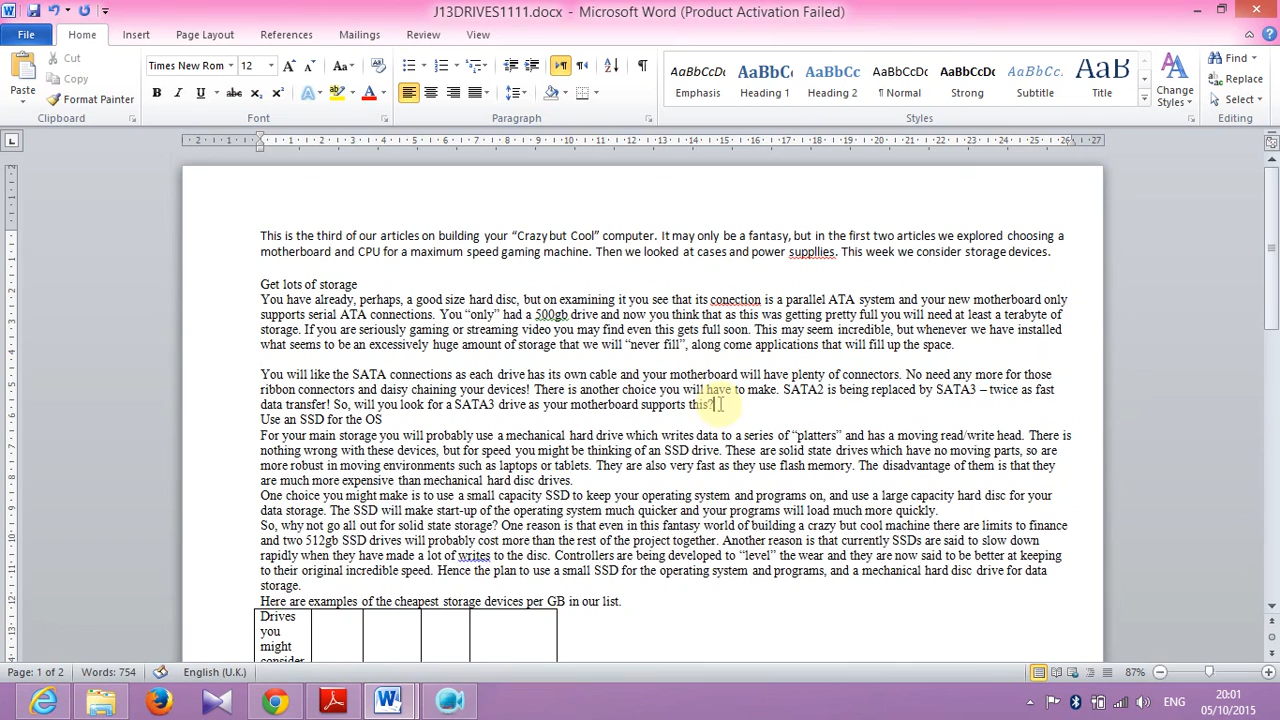 J13DRIVES1111.docx - Microsoft Word (Product Activation Failed)
File Home Insert Page Layout References Mailings Review View
Paste
Cut
Copy
Format Painter
Clipboard
Times New Rom 12
Font
Paragraph
AaBbCcDc AaBbCc AaBbCc AaBbCcDc AaBbCcDc AaBbCc. AaB
Emphasis Heading 1 Heading 2 ¶ Normal Strong Subtitle Title
Change Styles
Styles
Find
Replace
Select
Editing
This is the third of our articles on building your “Crazy but Cool” computer. It may only be a fantasy, but in the first two articles we explored choosing a
motherboard and CPU for a maximum speed gaming machine. Then we looked at cases and power suppllies. This week we consider storage devices.
Get lots of storage
You have already, perhaps, a good size hard disc, but on examining it you see that its conection is a parallel ATA system and your new motherboard only
supports serial ATA connections. You “only” had a 500gb drive and now you think that as this was getting pretty full you will need at least a terabyte of
storage. If you are seriously gaming or streaming video you may find even this gets full soon. This may seem incredible, but whenever we have installed
what seems to be an excessively huge amount of storage that we will “never fill”, along come applications that will fill up the space.
You will like the SATA connections as each drive has its own cable and your motherboard will have plenty of connectors. No need any more for those
ribbon connectors and daisy chaining your devices! There is another choice you will have to make. SATA2 is being replaced by SATA3 – twice as fast
data transfer! So, will you look for a SATA3 drive as your motherboard supports this?
Use an SSD for the OS
For your main storage you will probably use a mechanical hard drive which writes data to a series of “platters” and has a moving read/write head. There is
nothing wrong with these devices, but for speed you might be thinking of an SSD drive. These are solid state drives which have no moving parts, so are
more robust in moving environments such as laptops or tablets. They are also very fast as they use flash memory. The disadvantage of them is that they
are much more expensive than mechanical hard disc drives.
One choice you might make is to use a small capacity SSD to keep your operating system and programs on, and use a large capacity hard disc for your
data storage. The SSD will make start-up of the operating system much quicker and your programs will load much more quickly.
So, why not go all out for solid state storage? One reason is that even in this fantasy world of building a crazy but cool machine there are limits to finance
and two 512gb SSD drives will probably cost more than the rest of the project together. Another reason is that currently SSDs are said to slow down
rapidly when they have made a lot of writes to the disc. Controllers are being developed to “level” the wear and they are now said to be better at keeping
to their original incredible speed. Hence the plan to use a small SSD for the operating system and programs, and a mechanical hard disc drive for data
storage.
Here are examples of the cheapest storage devices per GB in our list.
Drives
you
might
consider
Page: 1 of 2 Words: 754 English (U.K.) 87%
ENG
20:01
05/10/2015